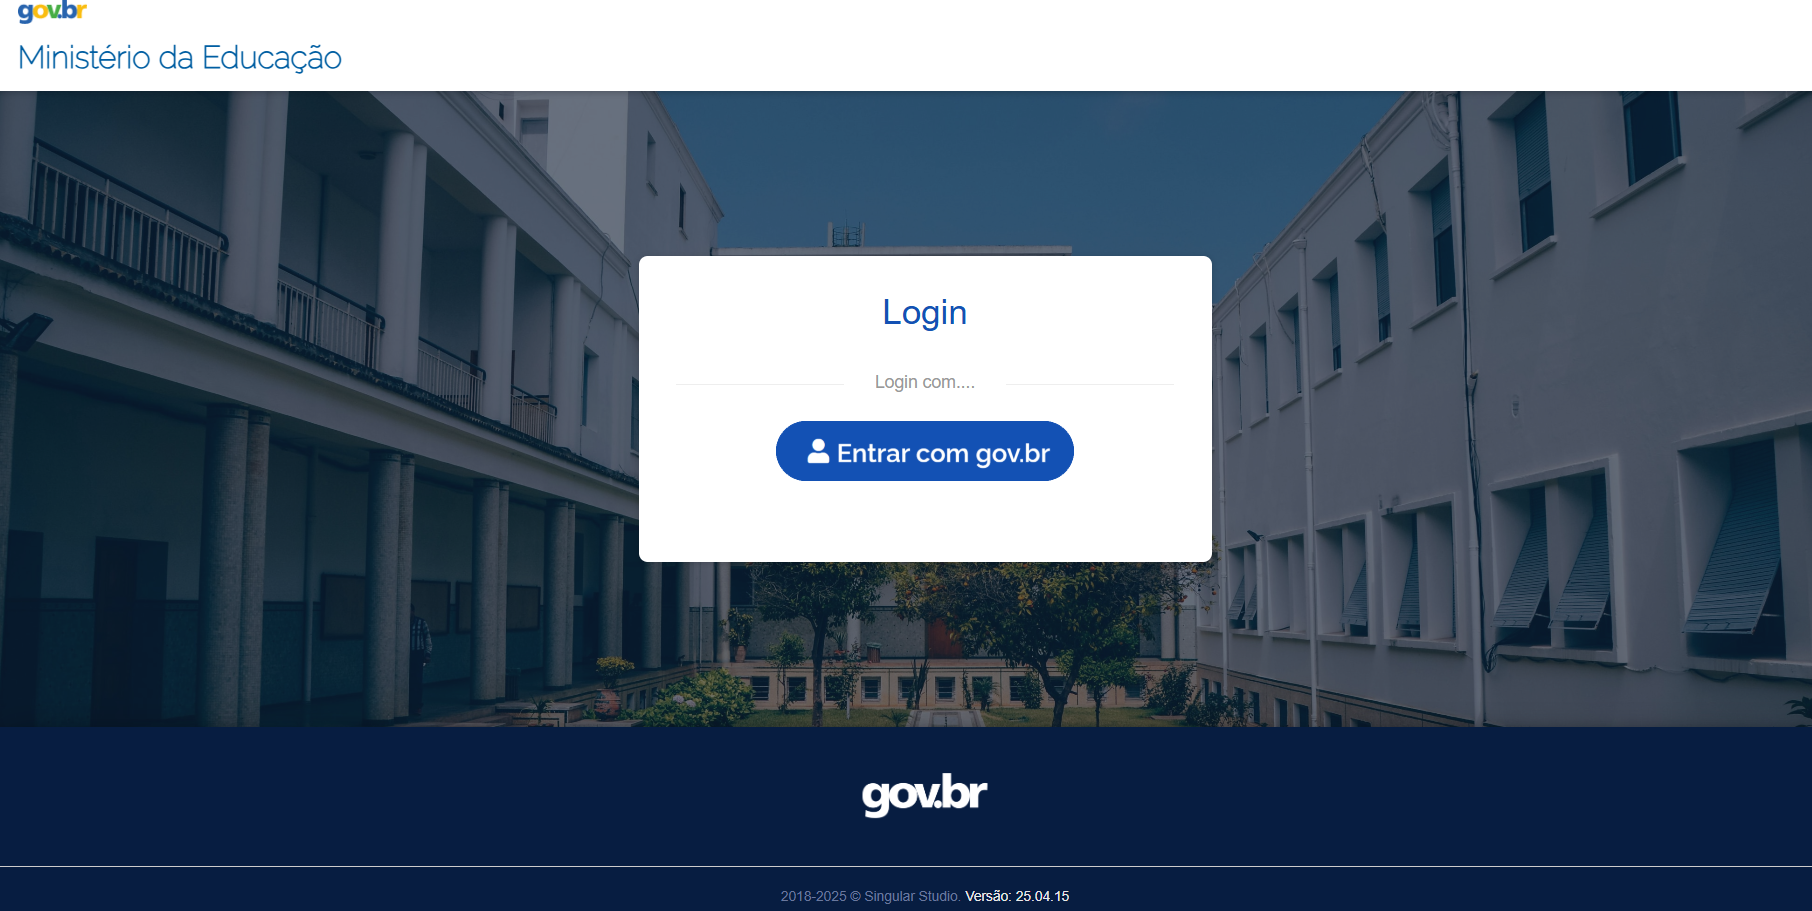 gov.br
Ministério da Educação
Login
Login com....
Entrar com gov.br
gov.br
2018-2025 © Singular Studio. Versão: 25.04.15